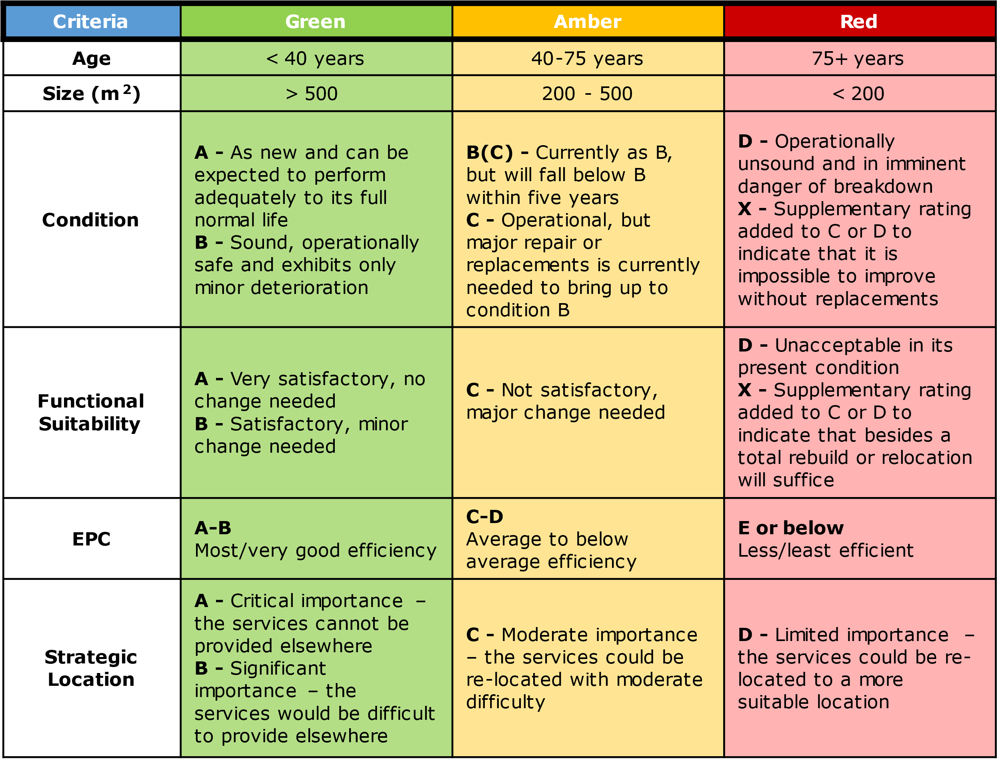 Criteria
Green
Amber
Red
Age
< 40 years
40-75 years
75+ years
Size (m²)
> 500
200 - 500
< 200
Condition
A – As new and can be
expected to perform
adequately to its full
normal life
B – Sound, operationally
safe and exhibits only
minor deterioration
B(C) – Currently as B,
but will fall below B
within five years
C – Operational, but
major repair or
replacements is currently
needed to bring up to
condition B
D – Operationally
unsound and in imminent
danger of breakdown
X – Supplementary rating
added to C or D to
indicate that it is
impossible to improve
without replacements
Functional
Suitability
A – Very satisfactory, no
change needed
B – Satisfactory, minor
change needed
C – Not satisfactory,
major change needed
D – Unacceptable in its
present condition
X – Supplementary rating
added to C or D to
indicate that besides a
total rebuild or relocation
will suffice
EPC
A–B
Most/very good efficiency
C–D
Average to below
average efficiency
E or below
Less/least efficient
Strategic
Location
A – Critical importance –
the services cannot be
provided elsewhere
B – Significant
importance – the
services would be difficult
to provide elsewhere
C – Moderate importance
– the services could be
re-located with moderate
difficulty
D – Limited importance –
the services could be re-
located to a more
suitable location